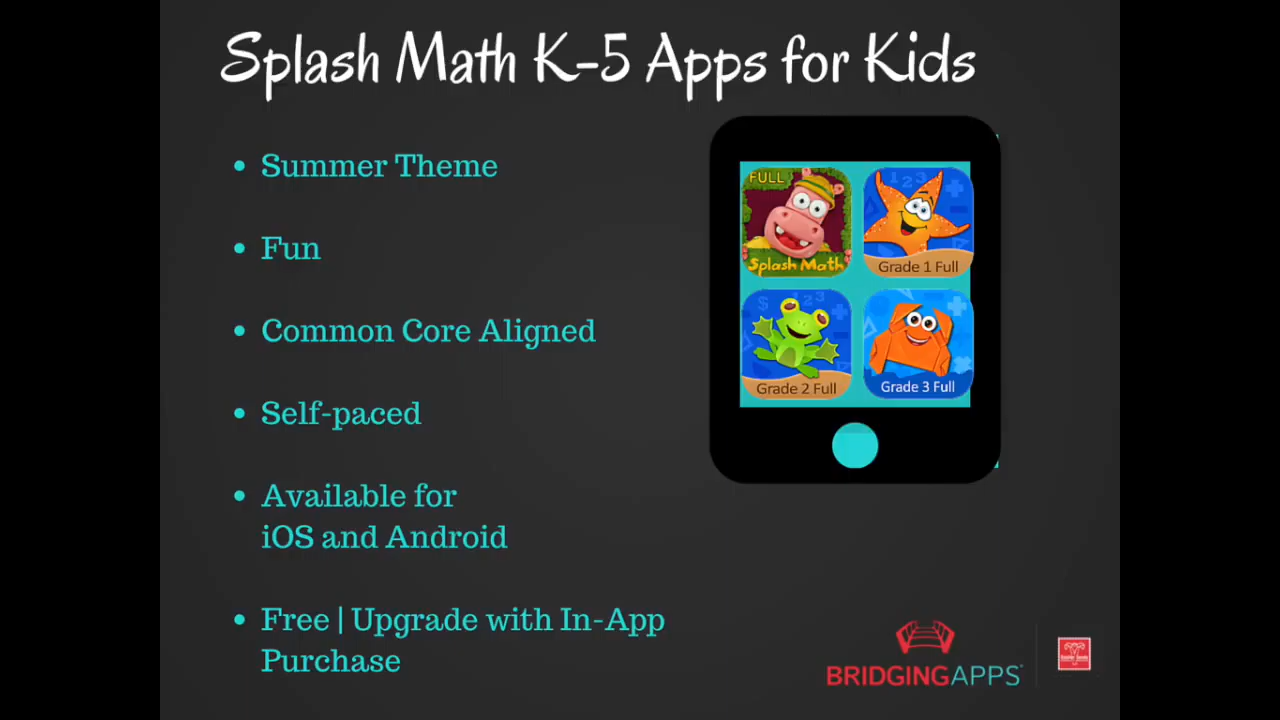 Splash Math K-5 Apps for Kids
• Summer Theme
• Fun
• Common Core Aligned
• Self-paced
• Available for
iOS and Android
• Free | Upgrade with In-App
Purchase
FULL
Splash Math
123
Grade 1 Full
$ 123
Grade 2 Full
Grade 3 Full
BRIDGINGAPPS